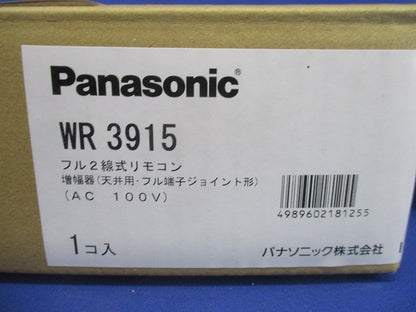 Panasonic®
WR 3915
フル2線式リモコン
増幅器(天井用・フル端子ジョイント形)
(AC 100V)
4989602181255
1コ入
パナソニック株式会社